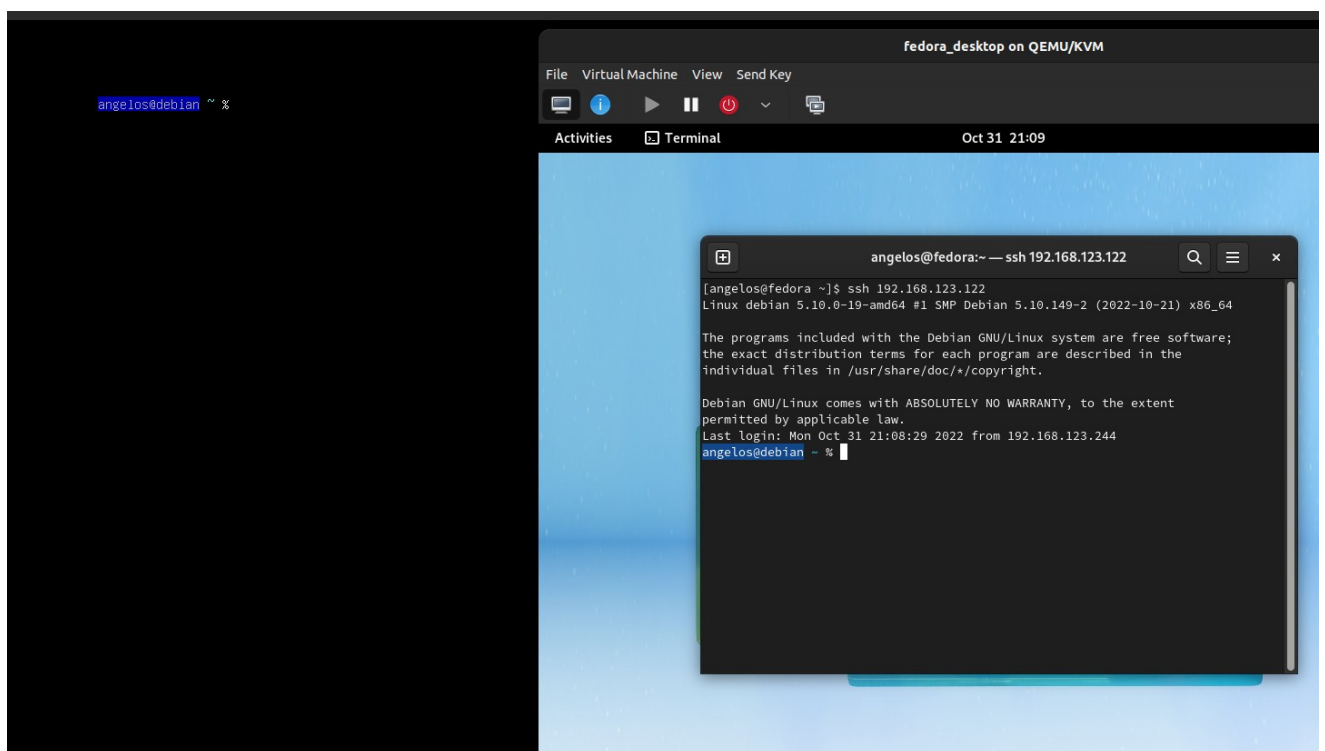 angelos@debian ~ %
fedora_desktop on QEMU/KVM
File Virtual Machine View Send Key
Activities Terminal Oct 31 21:09
angelos@fedora:~ — ssh 192.168.123.122
[angelos@fedora ~]$ ssh 192.168.123.122
Linux debian 5.10.0-19-amd64 #1 SMP Debian 5.10.149-2 (2022-10-21) x86_64
The programs included with the Debian GNU/Linux system are free software;
the exact distribution terms for each program are described in the
individual files in /usr/share/doc/*/copyright.
Debian GNU/Linux comes with ABSOLUTELY NO WARRANTY, to the extent
permitted by applicable law.
Last login: Mon Oct 31 21:08:29 2022 from 192.168.123.244
angelos@debian ~ %